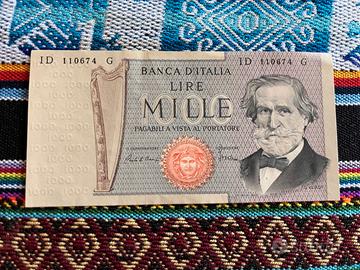 ID 110674 G
ID 110674 G
BANCA D'ITALIA
LIRE
MILLE
PAGABILI A VISTA AL PORTATORE